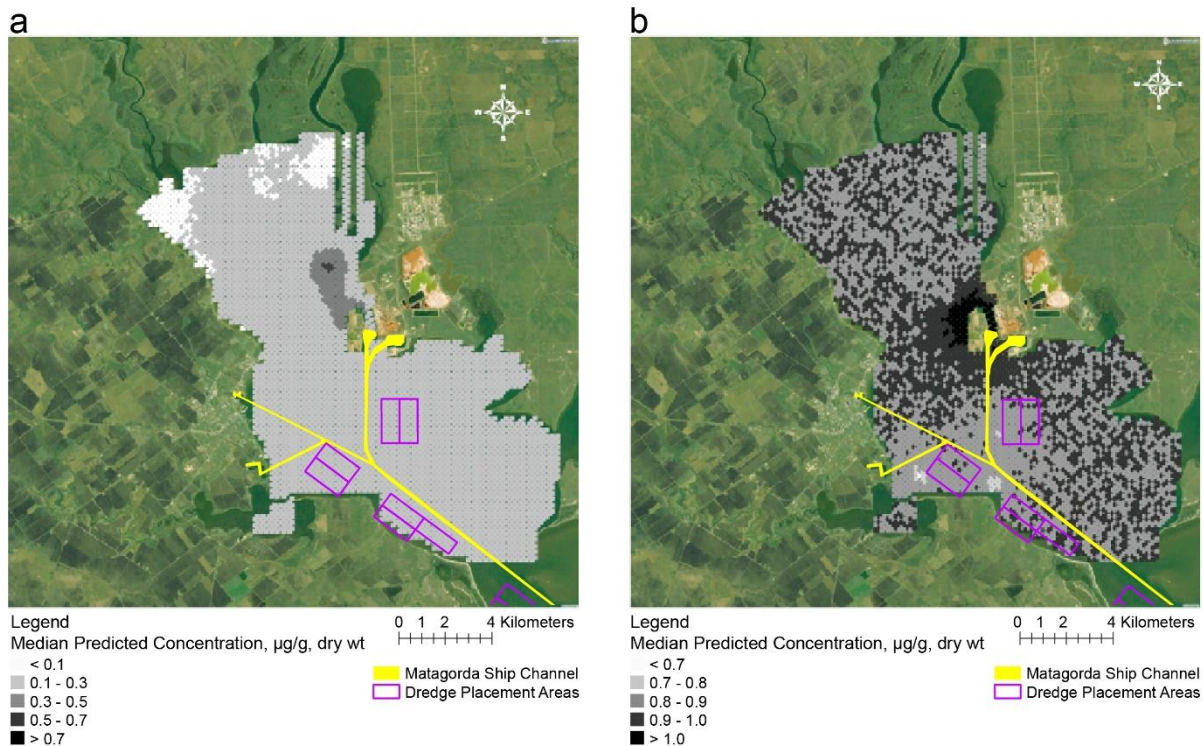 a
b
N
W E
S
N
W E
S
Legend
Median Predicted Concentration, µg/g, dry wt
< 0.1
0.1 - 0.3
0.3 - 0.5
0.5 - 0.7
> 0.7
0 1 2 4 Kilometers
Matagorda Ship Channel
Dredge Placement Areas
Legend
Median Predicted Concentration, µg/g, dry wt
< 0.7
0.7 - 0.8
0.8 - 0.9
0.9 - 1.0
> 1.0
0 1 2 4 Kilometers
Matagorda Ship Channel
Dredge Placement Areas